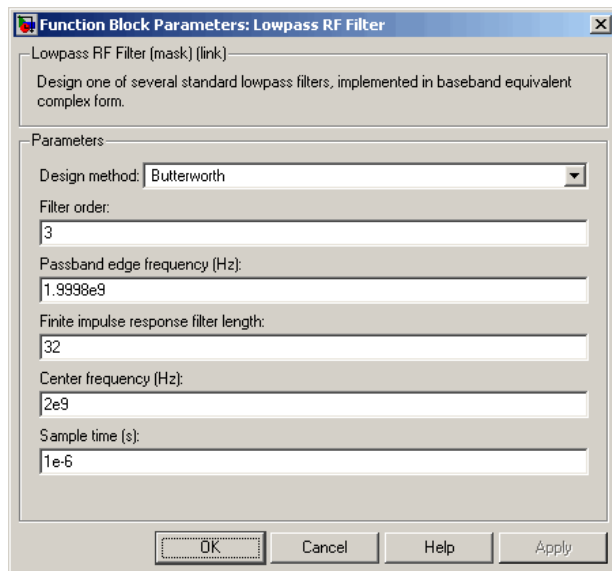 Function Block Parameters: Lowpass RF Filter
Lowpass RF Filter (mask) (link)
Design one of several standard lowpass filters, implemented in baseband equivalent
complex form.
Parameters
Design method: Butterworth
Filter order:
3
Passband edge frequency (Hz):
1.9998e9
Finite impulse response filter length:
32
Center frequency (Hz):
2e9
Sample time (s):
1e-6
OK Cancel Help Apply